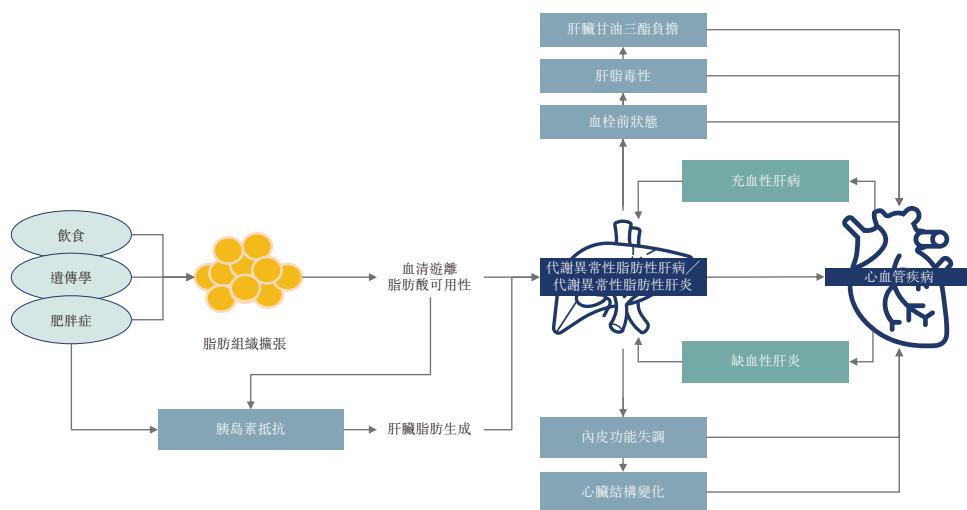 肝臟甘油三酯負擔
肝脂毒性
血栓前狀態
充血性肝病
飲食
遺傳學
肥胖症
脂肪組織擴張
血清遊離
脂肪酸可用性
代謝異常性脂肪性肝病／
代謝異常性脂肪性肝炎
心血管疾病
缺血性肝炎
胰島素抵抗
肝臟脂肪生成
內皮功能失調
心臟結構變化